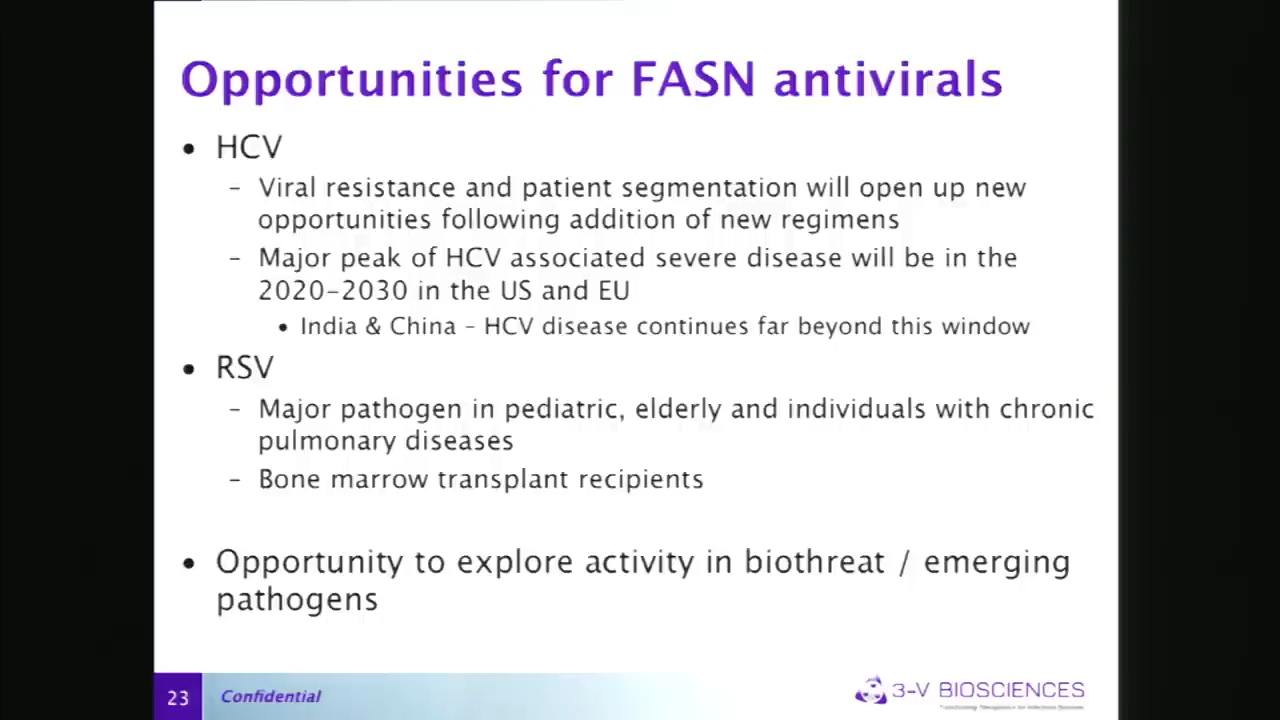 Opportunities for FASN antivirals
• HCV
– Viral resistance and patient segmentation will open up new
opportunities following addition of new regimens
– Major peak of HCV associated severe disease will be in the
2020-2030 in the US and EU
• India & China – HCV disease continues far beyond this window
• RSV
– Major pathogen in pediatric, elderly and individuals with chronic
pulmonary diseases
– Bone marrow transplant recipients
• Opportunity to explore activity in biothreat / emerging
pathogens
23
Confidential
3-V BIOSCIENCES